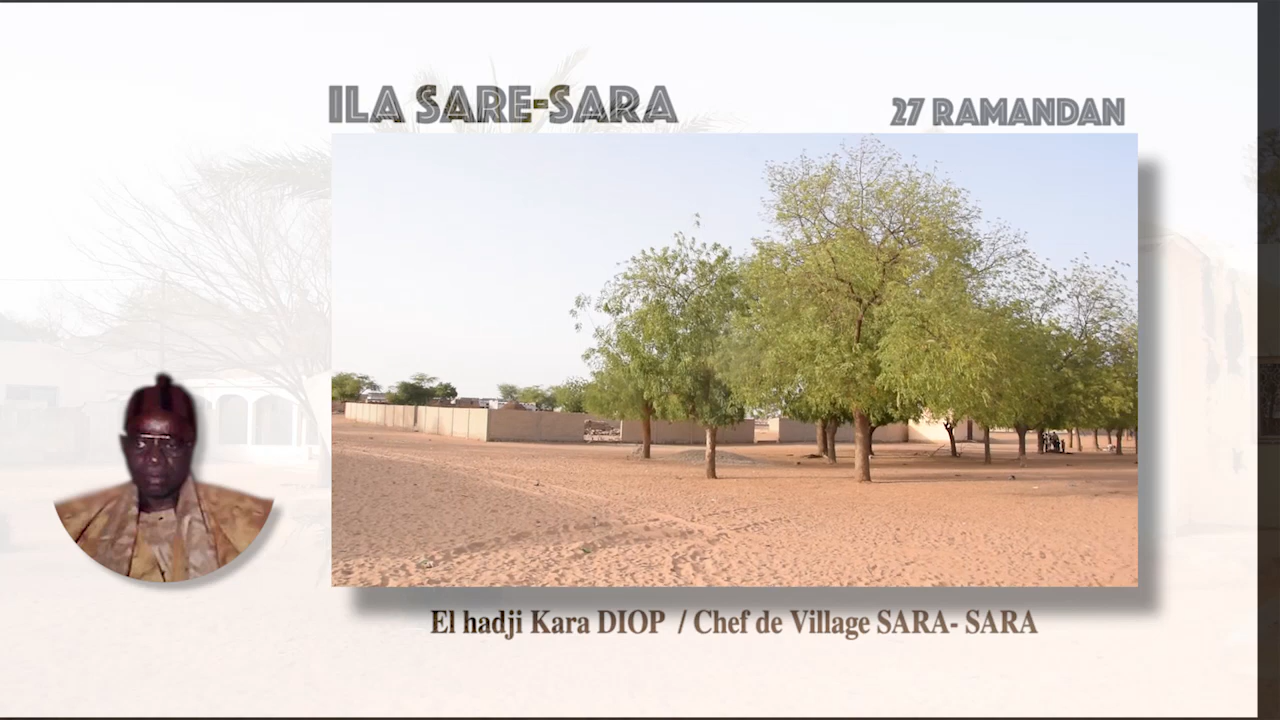 ILA SARE-SARA
27 RAMANDAN
El hadji Kara DIOP / Chef de Village SARA- SARA